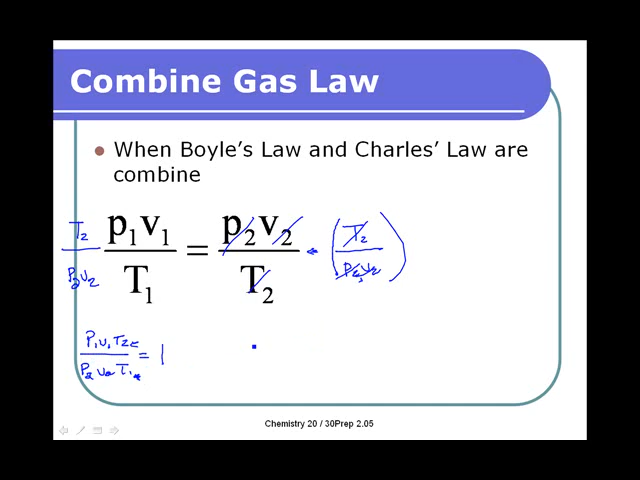 Combine Gas Law
When Boyle's Law and Charles' Law are
combine
T₂/P₂V₂ p₁v₁/T₁ = p₂v₂/T₂ (T₂/P₂V₂)
P₁V₁T₂/P₂V₂T₁ = 1
Chemistry 20 / 30Prep 2.05